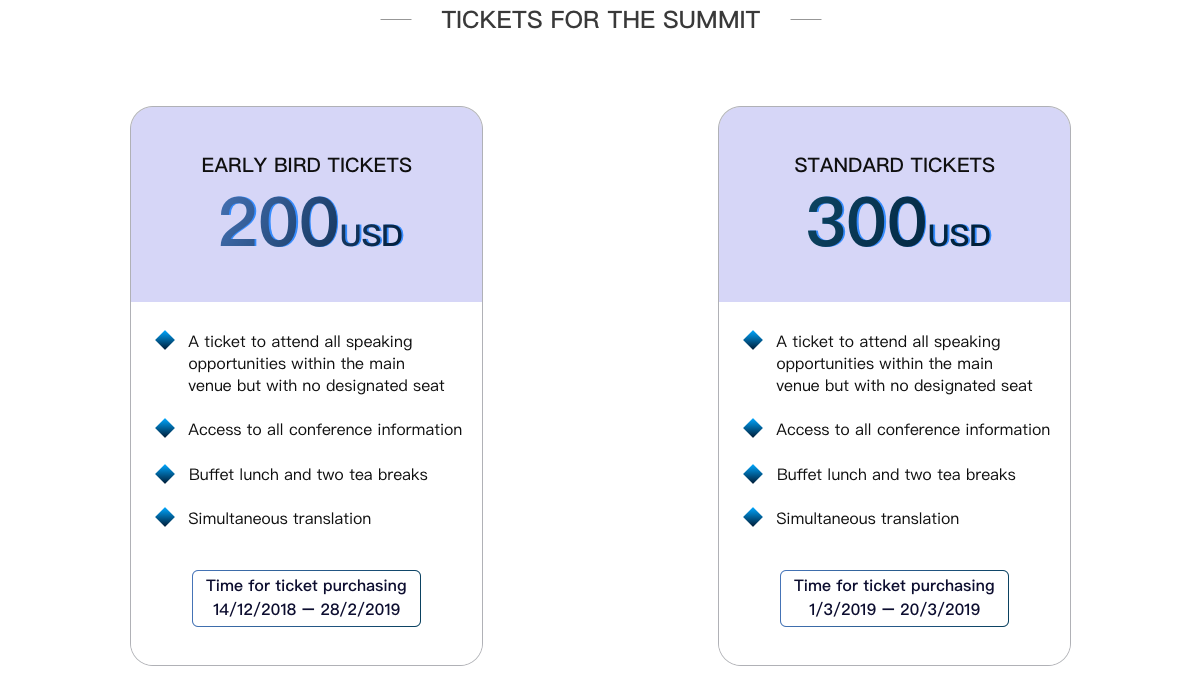 TICKETS FOR THE SUMMIT
EARLY BIRD TICKETS
200USD
A ticket to attend all speaking
opportunities within the main
venue but with no designated seat
Access to all conference information
Buffet lunch and two tea breaks
Simultaneous translation
Time for ticket purchasing
14/12/2018 — 28/2/2019
STANDARD TICKETS
300USD
A ticket to attend all speaking
opportunities within the main
venue but with no designated seat
Access to all conference information
Buffet lunch and two tea breaks
Simultaneous translation
Time for ticket purchasing
1/3/2019 — 20/3/2019